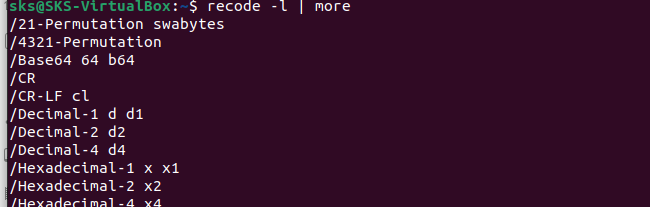 sks@SKS-VirtualBox:~$ recode -l | more
/21-Permutation swabytes
/4321-Permutation
/Base64 64 b64
/CR
/CR-LF cl
/Decimal-1 d d1
/Decimal-2 d2
/Decimal-4 d4
/Hexadecimal-1 x x1
/Hexadecimal-2 x2
/Hexadecimal-4 x4